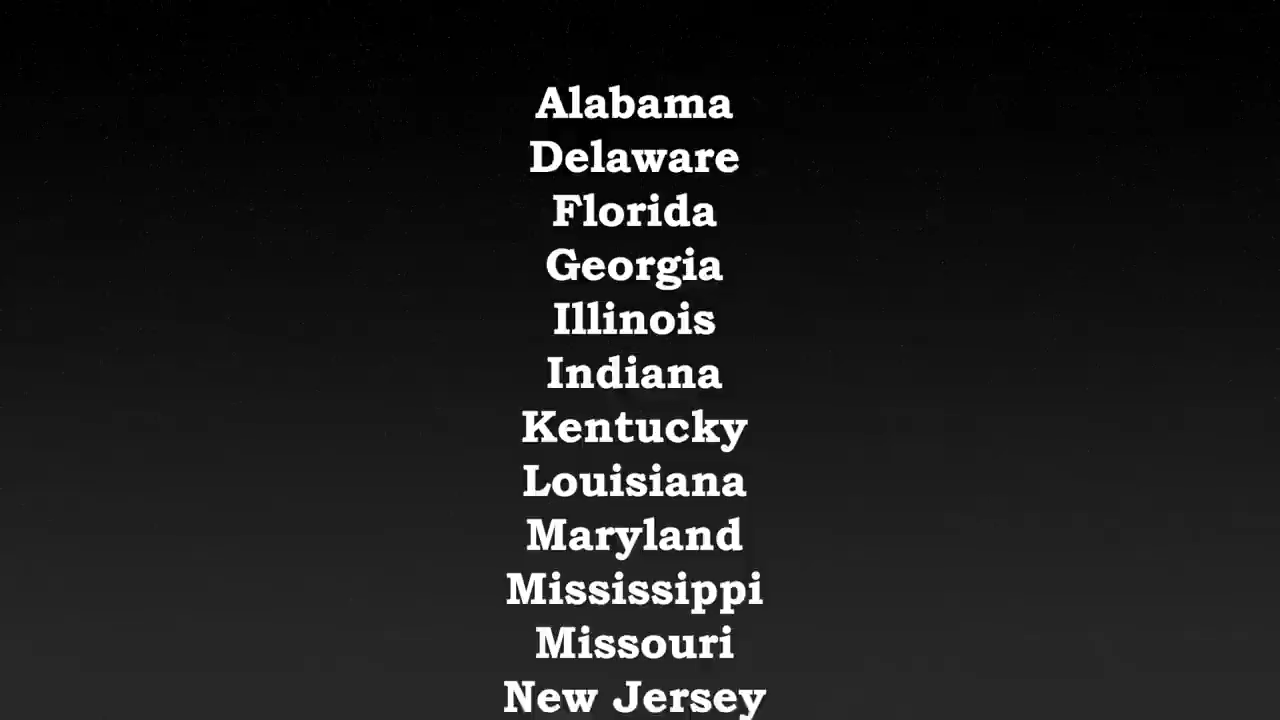 Alabama
Delaware
Florida
Georgia
Illinois
Indiana
Kentucky
Louisiana
Maryland
Mississippi
Missouri
New Jersey